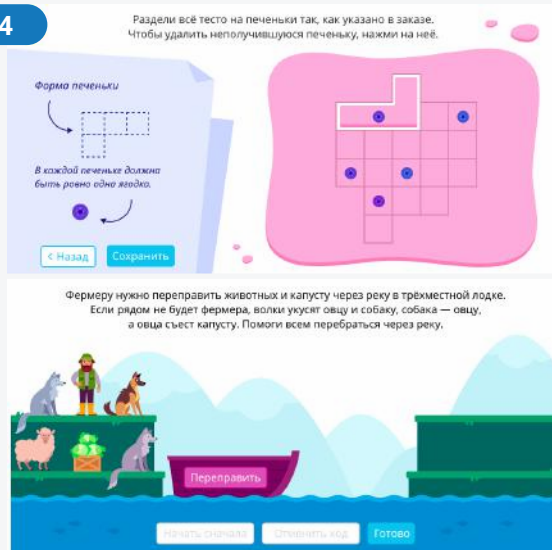 4
Раздели всё тесто на печеньки так, как указано в заказе.
Чтобы удалить неполучившуюся печеньку, нажми на неё.
Форма печеньки
В каждой печеньке должна
быть ровно одна ягодка.
< Назад
Сохранить
Фермеру нужно переправить животных и капусту через реку в трёхместной лодке.
Если рядом не будет фермера, волки укусят овцу и собаку, собака — овцу,
а овца съест капусту. Помоги всем перебраться через реку.
Переправить
Начать сначала
Отменить ход
Готово